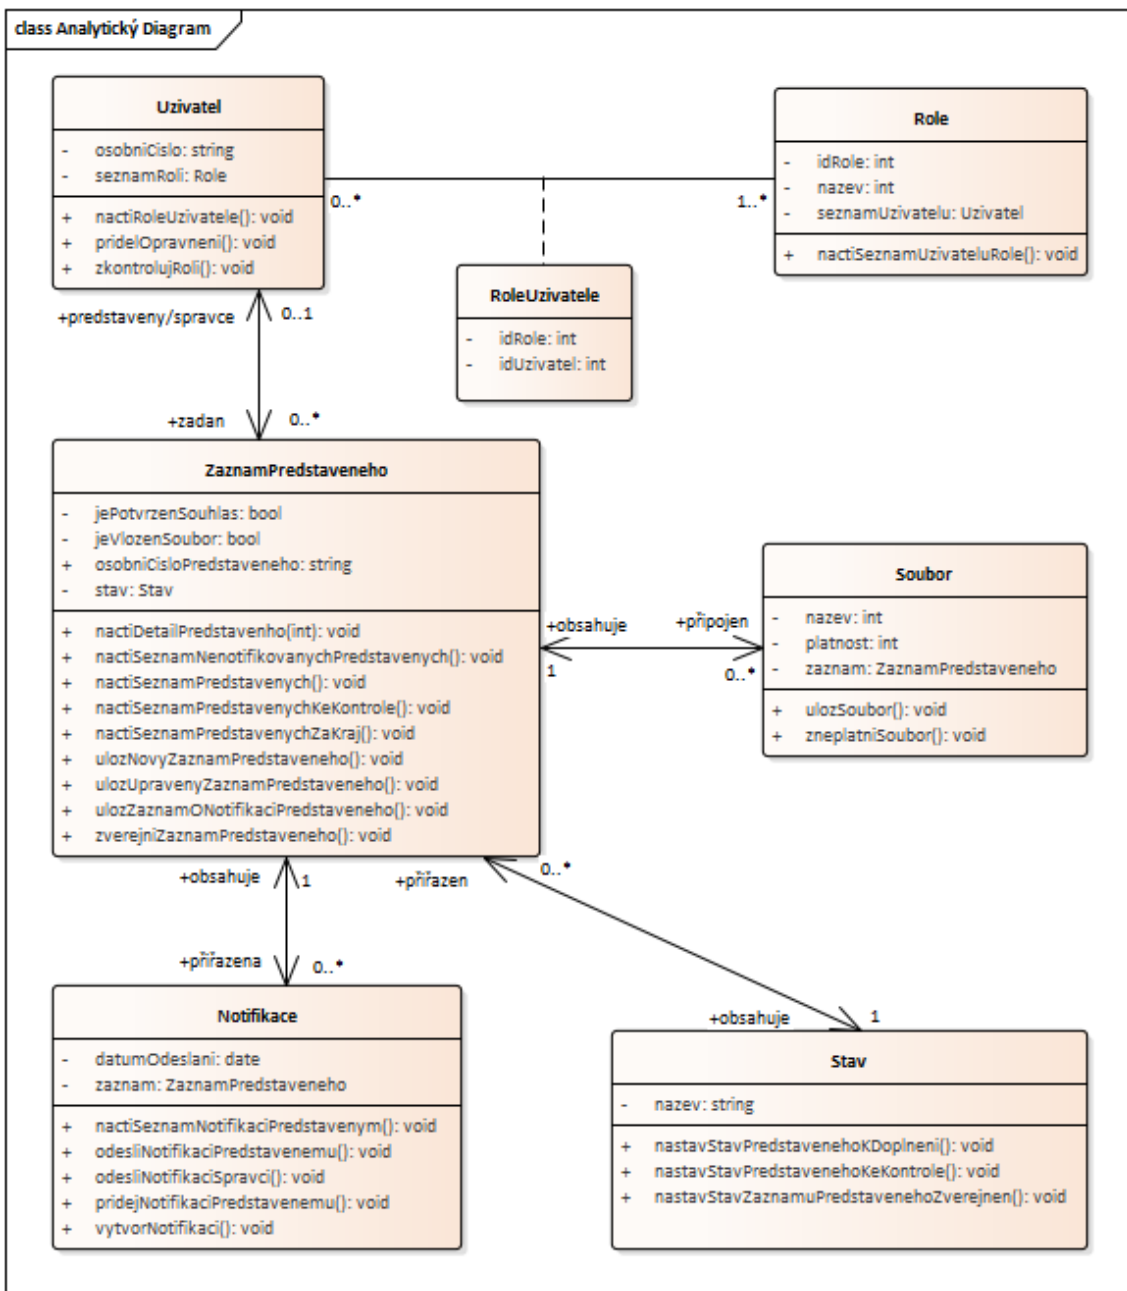 class Analytický Diagram
Uzivatel
- osobniCislo: string
- seznamRoli: Role
+ nactiRoleUzivatele(): void
+ pridelOpravneni(): void
+ zkontrolujRoli(): void
0..*
1..*
Role
- idRole: int
- nazev: int
- seznamUzivatelu: Uzivatel
+ nactiSeznamUzivateluRole(): void
RoleUzivatele
- idRole: int
- idUzivatel: int
+predstaveny/spravce
0..1
+zadan
0..*
ZaznamPredstaveneho
- jePotvrzenSouhlas: bool
- jeVlozenSoubor: bool
+ osobniCisloPredstaveneho: string
- stav: Stav
+ nactiDetailPredstavenho(int): void
+ nactiSeznamNenotifikovanychPredstavenych(): void
+ nactiSeznamPredstavenych(): void
+ nactiSeznamPredstavenychKeKontrole(): void
+ nactiSeznamPredstavenychZaKraj(): void
+ ulozNovyZaznamPredstaveneho(): void
+ ulozUpravenyZaznamPredstaveneho(): void
+ ulozZaznamONotifikaciPredstaveneho(): void
+ zverejniZaznamPredstaveneho(): void
+obsahuje
+připojen
1
0..*
Soubor
- nazev: int
- platnost: int
- zaznam: ZaznamPredstaveneho
+ ulozSoubor(): void
+ zneplatniSoubor(): void
+obsahuje
1
+přiřazen
0..*
+přiřazena
0..*
Notifikace
- datumOdeslani: date
- zaznam: ZaznamPredstaveneho
+ nactiSeznamNotifikaciPredstavenym(): void
+ odesliNotifikaciPredstavenemu(): void
+ odesliNotifikaciSpravci(): void
+ pridejNotifikaciPredstavenemu(): void
+ vytvorNotifikaci(): void
+obsahuje
1
Stav
- nazev: string
+ nastavStavPredstavenehoKDoplneni(): void
+ nastavStavPredstavenehoKeKontrole(): void
+ nastavStavZaznamuPredstavenehoZverejnen(): void